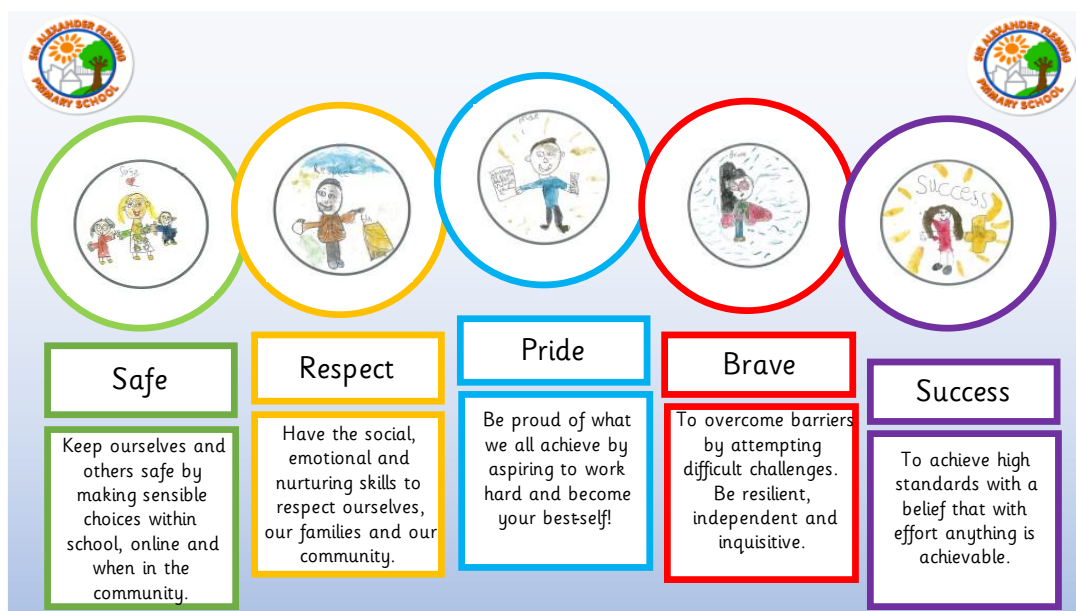 SIR ALEXANDER FLEMING
PRIMARY SCHOOL
SIR ALEXANDER FLEMING
PRIMARY SCHOOL
Safe
Success
Safe
Keep ourselves and
others safe by
making sensible
choices within
school, online and
when in the
community.
Respect
Have the social,
emotional and
nurturing skills to
respect ourselves,
our families and our
community.
Pride
Be proud of what
we all achieve by
aspiring to work
hard and become
your best-self!
Brave
To overcome barriers
by attempting
difficult challenges.
Be resilient,
independent and
inquisitive.
Success
To achieve high
standards with a
belief that with
effort anything is
achievable.